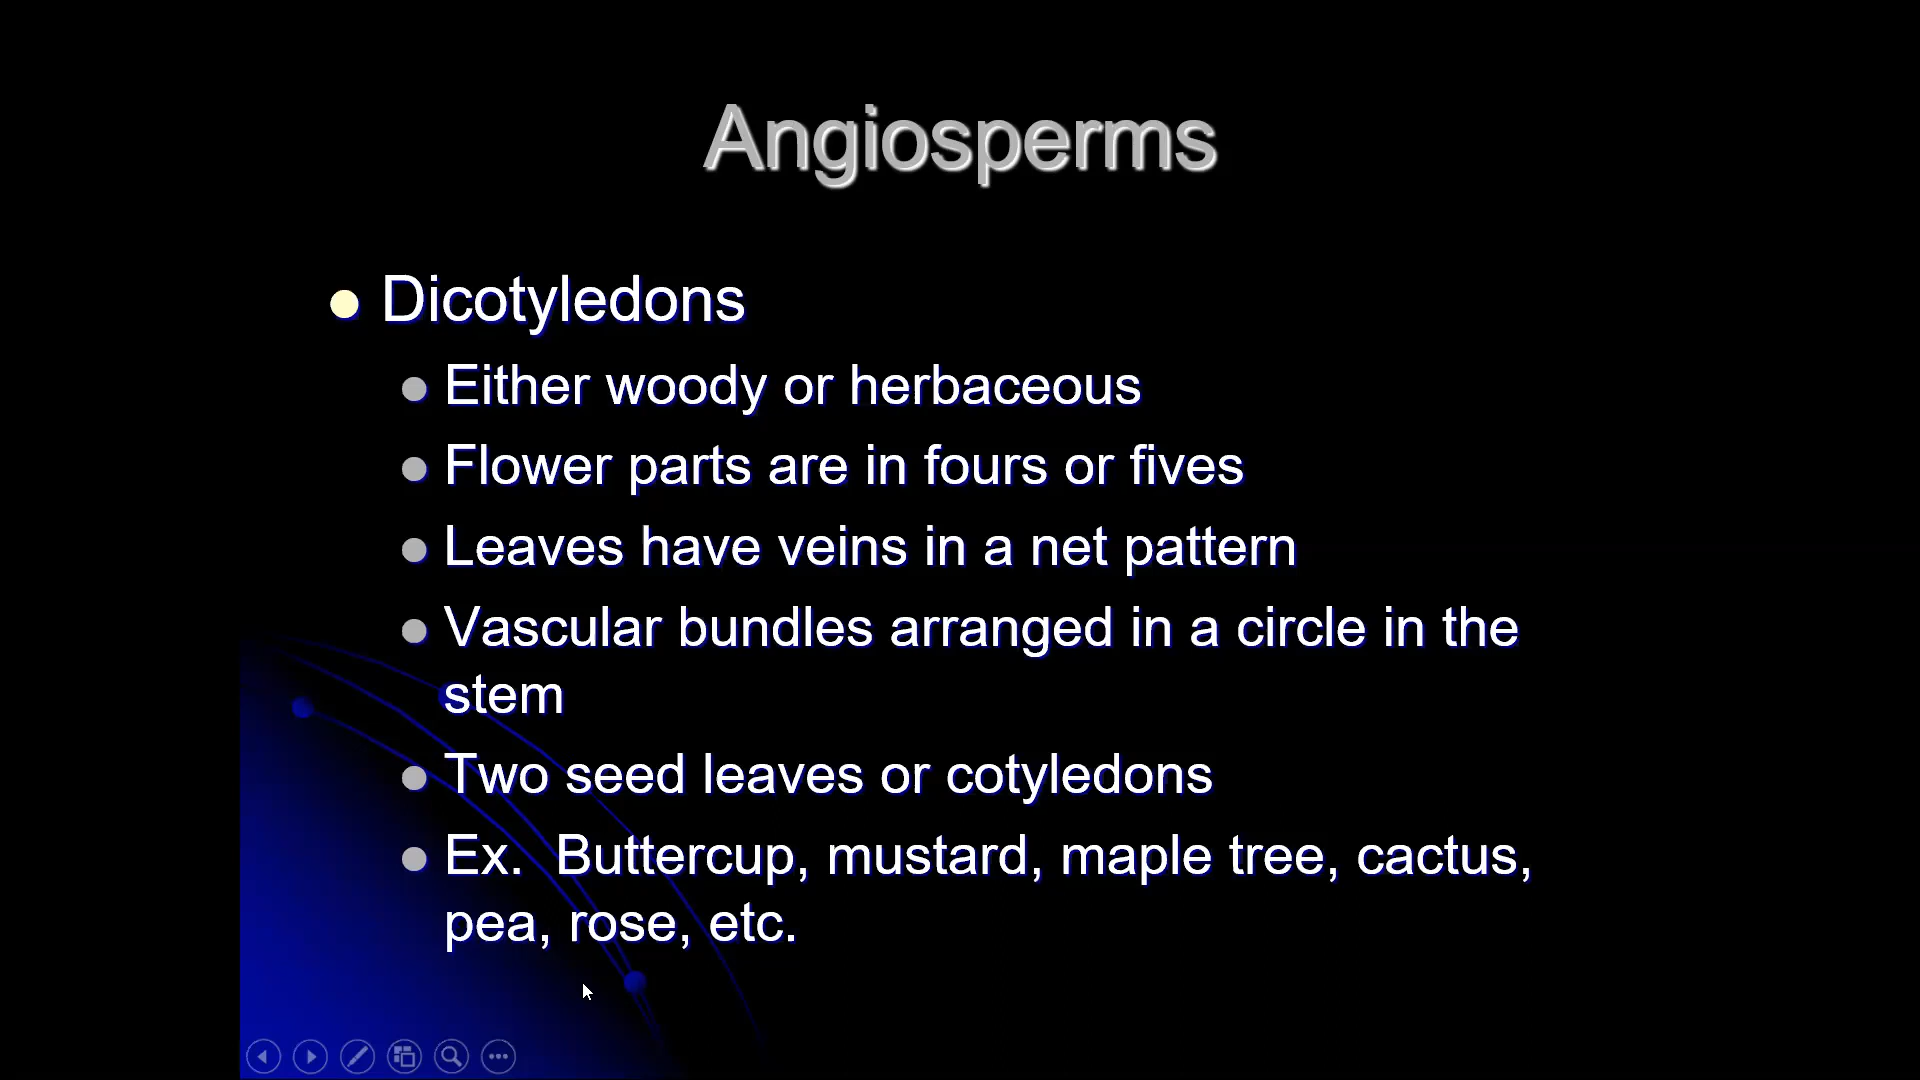 Angiosperms
Dicotyledons
Either woody or herbaceous
Flower parts are in fours or fives
Leaves have veins in a net pattern
Vascular bundles arranged in a circle in the
stem
Two seed leaves or cotyledons
Ex.  Buttercup, mustard, maple tree, cactus,
pea, rose, etc.